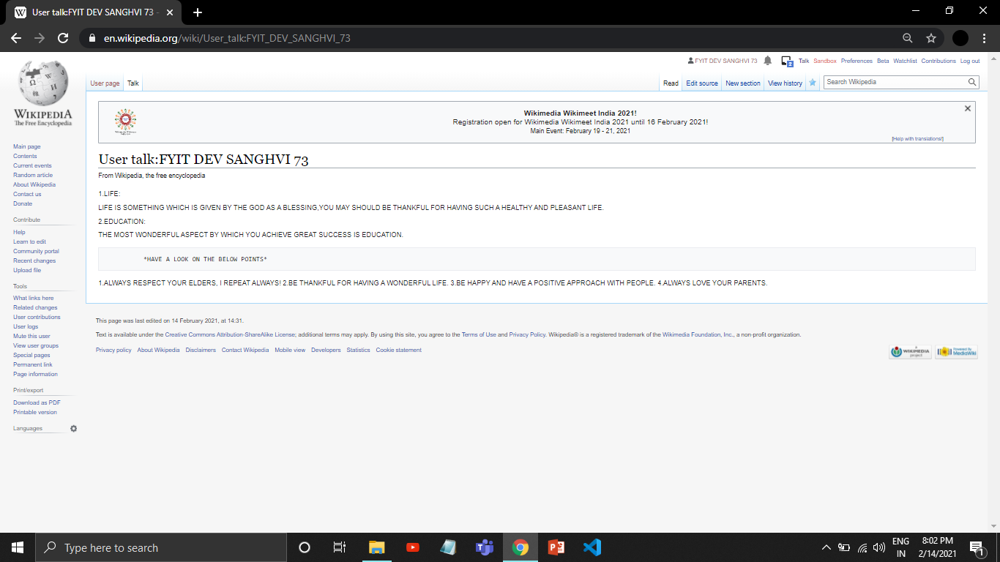 User talk:FYIT DEV SANGHVI 73 -
en.wikipedia.org/wiki/User_talk:FYIT_DEV_SANGHVI_73
FYIT DEV SANGHVI 73 2 Talk Sandbox Preferences Beta Watchlist Contributions Log out
User page Talk Read Edit source New section View history Search Wikipedia
WIKIPEDIA
The Free Encyclopedia
Main page
Contents
Current events
Random article
About Wikipedia
Contact us
Donate
Contribute
Help
Learn to edit
Community portal
Recent changes
Upload file
Tools
What links here
Related changes
User contributions
User logs
Mute this user
View user groups
Special pages
Permanent link
Page information
Print/export
Download as PDF
Printable version
Languages
Wikimedia Wikimeet India 2021!
Registration open for Wikimedia Wikimeet India 2021 until 16 February 2021!
Main Event: February 19 - 21, 2021
[Help with translations!]
User talk:FYIT DEV SANGHVI 73
From Wikipedia, the free encyclopedia
1.LIFE:
LIFE IS SOMETHING WHICH IS GIVEN BY THE GOD AS A BLESSING,YOU MAY SHOULD BE THANKFUL FOR HAVING SUCH A HEALTHY AND PLEASANT LIFE.
2.EDUCATION:
THE MOST WONDERFUL ASPECT BY WHICH YOU ACHIEVE GREAT SUCCESS IS EDUCATION.
*HAVE A LOOK ON THE BELOW POINTS*
1.ALWAYS RESPECT YOUR ELDERS, I REPEAT ALWAYS! 2.BE THANKFUL FOR HAVING A WONDERFUL LIFE. 3.BE HAPPY AND HAVE A POSITIVE APPROACH WITH PEOPLE. 4.ALWAYS LOVE YOUR PARENTS.
This page was last edited on 14 February 2021, at 14:31.
Text is available under the Creative Commons Attribution-ShareAlike License; additional terms may apply. By using this site, you agree to the Terms of Use and Privacy Policy. Wikipedia® is a registered trademark of the Wikimedia Foundation, Inc., a non-profit organization.
Privacy policy About Wikipedia Disclaimers Contact Wikipedia Mobile view Developers Statistics Cookie statement
A WIKIMEDIA project Powered By MediaWiki
Type here to search
ENG
IN
8:02 PM
2/14/2021
1